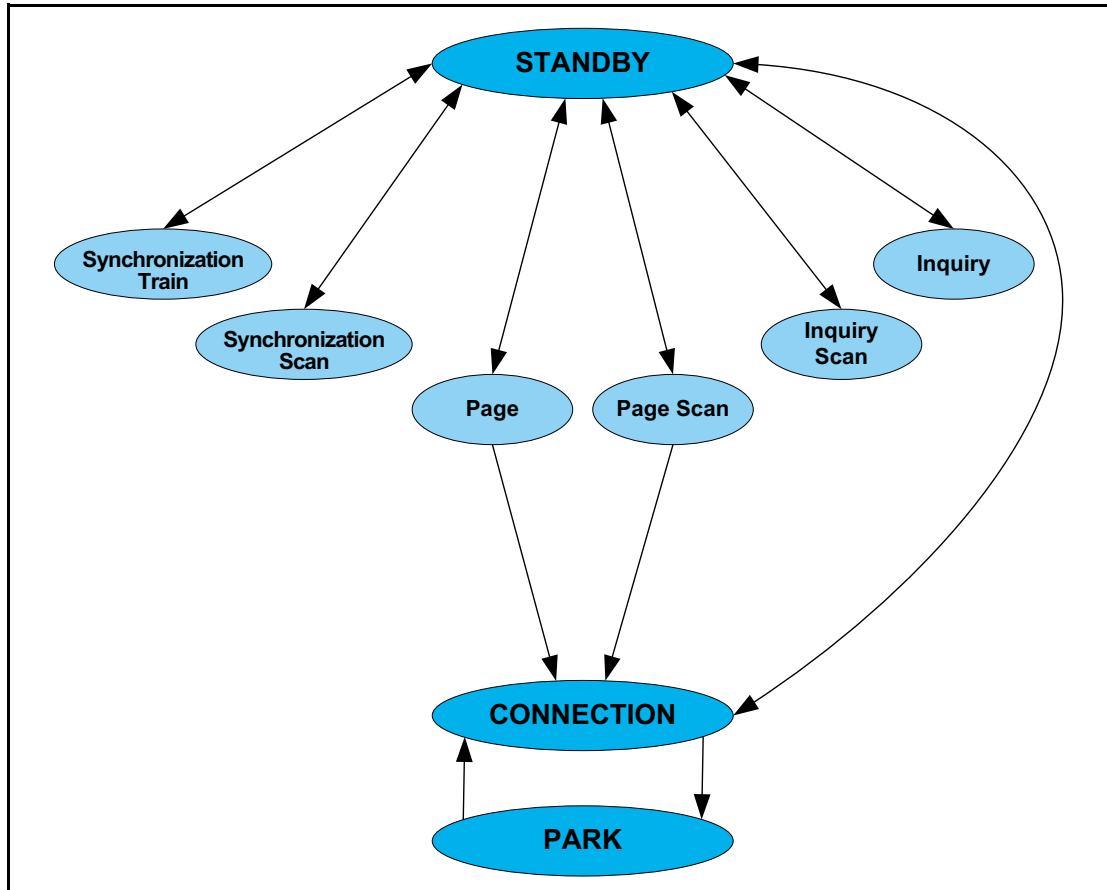 STANDBY
Synchronization
Train
Inquiry
Synchronization
Scan
Inquiry
Scan
Page
Page Scan
CONNECTION
PARK